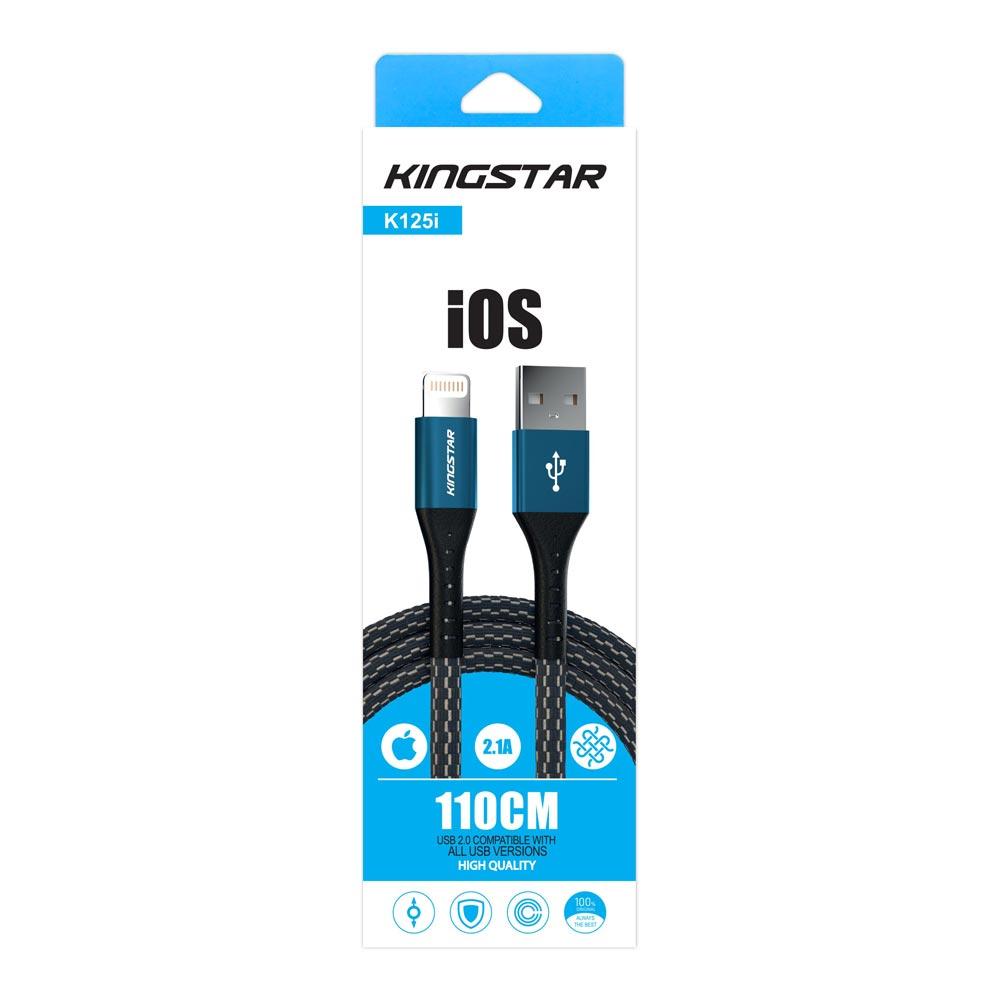 KINGSTAR
K125i
iOS
KINGSTAR
2.1A
110CM
USB 2.0 COMPATIBLE WITH
ALL USB VERSIONS
HIGH QUALITY
100%
ORIGINAL
ALWAYS
THE BEST